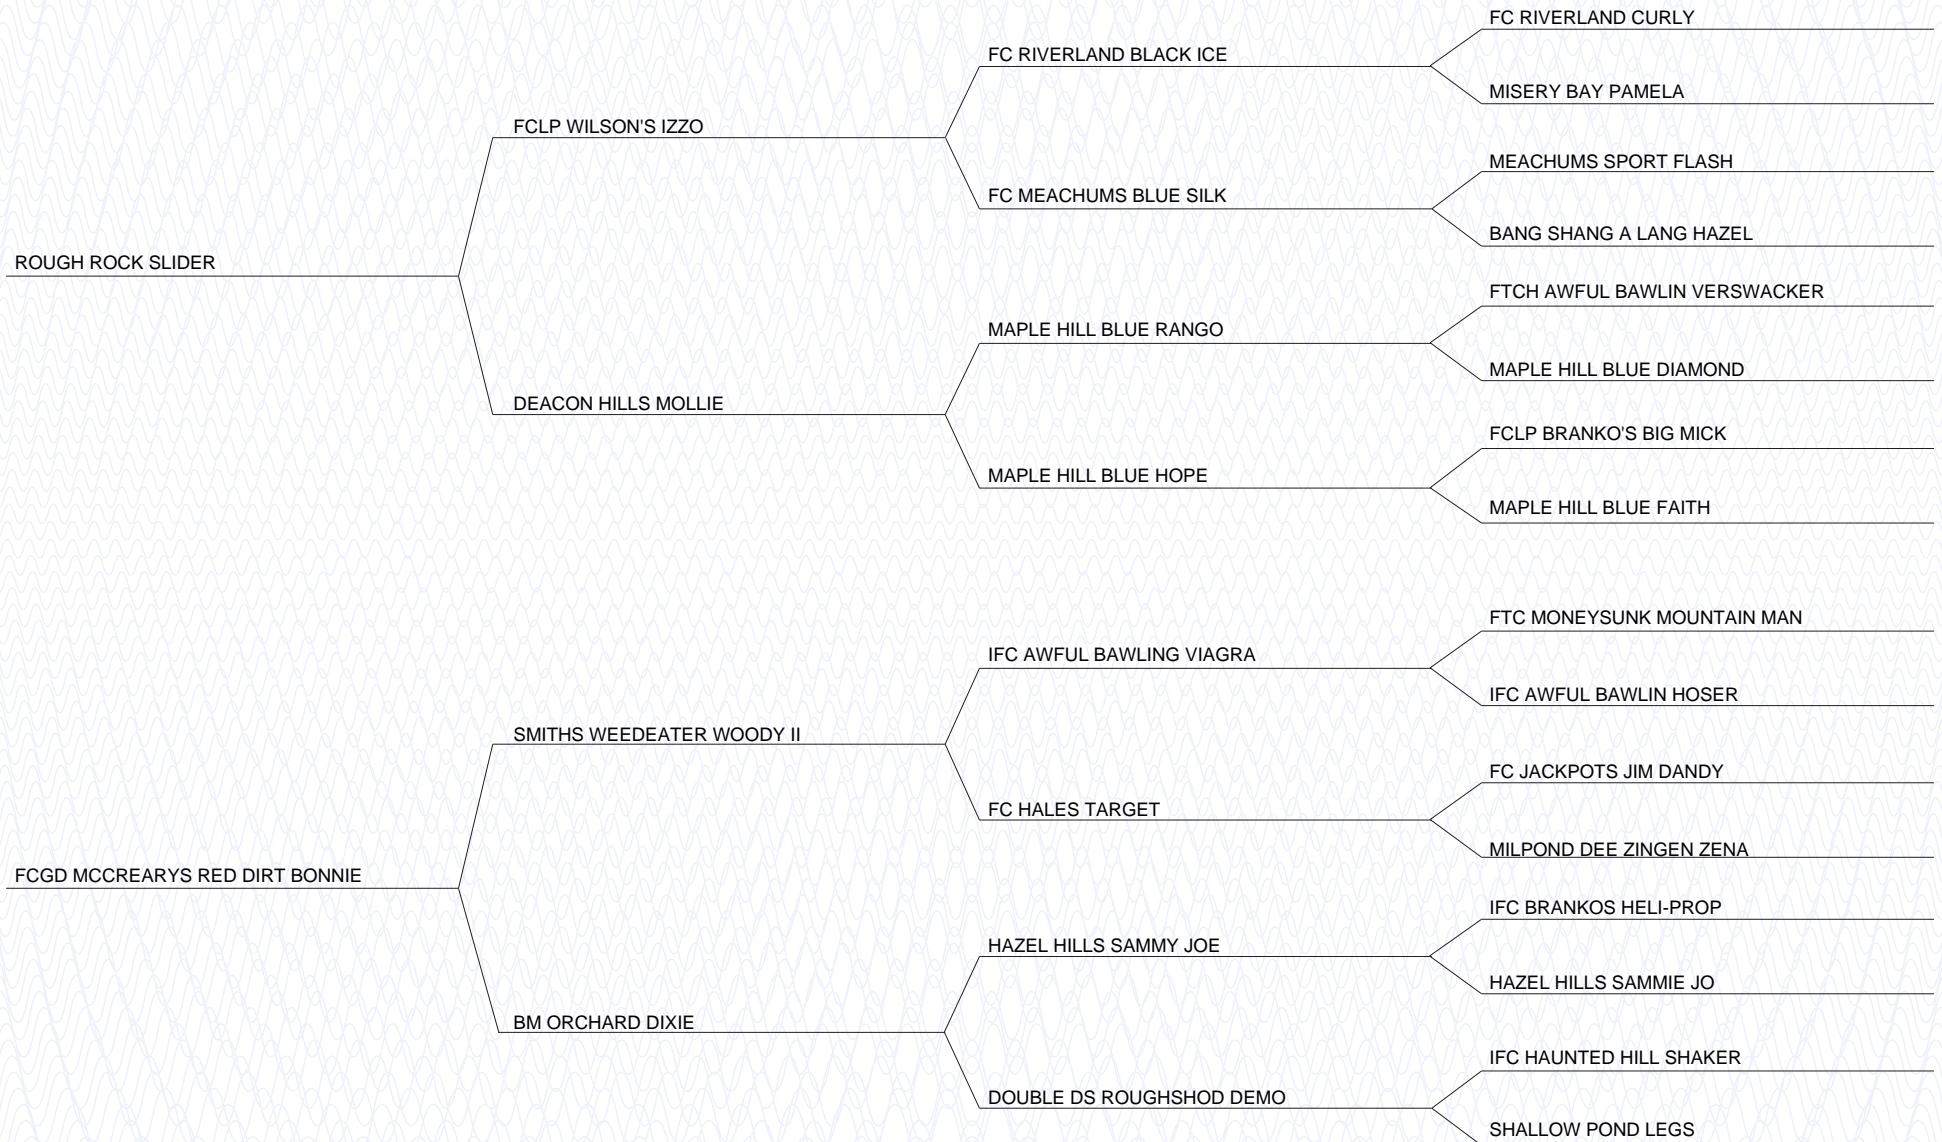 FC RIVERLAND CURLY
FC RIVERLAND BLACK ICE
MISERY BAY PAMELA
FCLP WILSON'S IZZO
MEACHUMS SPORT FLASH
FC MEACHUMS BLUE SILK
BANG SHANG A LANG HAZEL
ROUGH ROCK SLIDER
FTCH AWFUL BAWLIN VERSWACKER
MAPLE HILL BLUE RANGO
MAPLE HILL BLUE DIAMOND
DEACON HILLS MOLLIE
FCLP BRANKO'S BIG MICK
MAPLE HILL BLUE HOPE
MAPLE HILL BLUE FAITH
FTC MONEYSUNK MOUNTAIN MAN
IFC AWFUL BAWLING VIAGRA
IFC AWFUL BAWLIN HOSER
SMITHS WEEDEATER WOODY II
FC JACKPOTS JIM DANDY
FC HALES TARGET
MILPOND DEE ZINGEN ZENA
FCGD MCCREARYS RED DIRT BONNIE
IFC BRANKOS HELI-PROP
HAZEL HILLS SAMMY JOE
HAZEL HILLS SAMMIE JO
BM ORCHARD DIXIE
IFC HAUNTED HILL SHAKER
DOUBLE DS ROUGHSHOD DEMO
SHALLOW POND LEGS